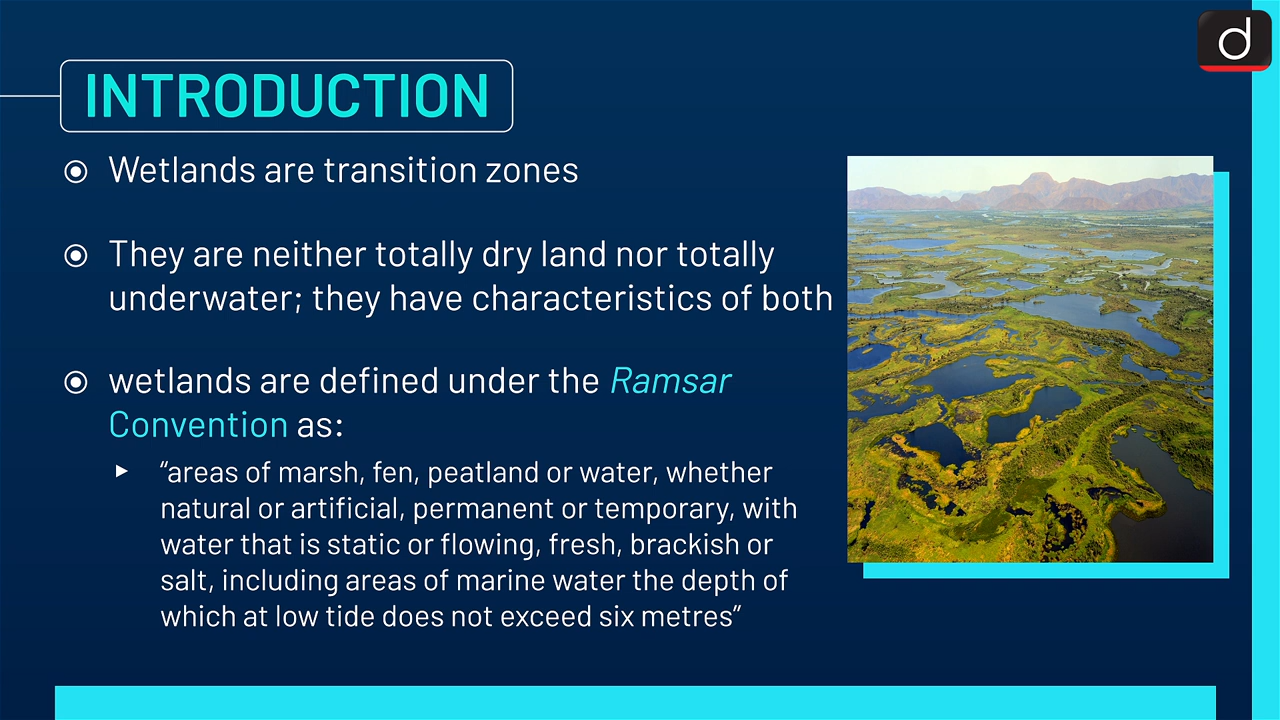 d
INTRODUCTION
Wetlands are transition zones
They are neither totally dry land nor totally
underwater; they have characteristics of both
wetlands are defined under the Ramsar
Convention as:
“areas of marsh, fen, peatland or water, whether
natural or artificial, permanent or temporary, with
water that is static or flowing, fresh, brackish or
salt, including areas of marine water the depth of
which at low tide does not exceed six metres”